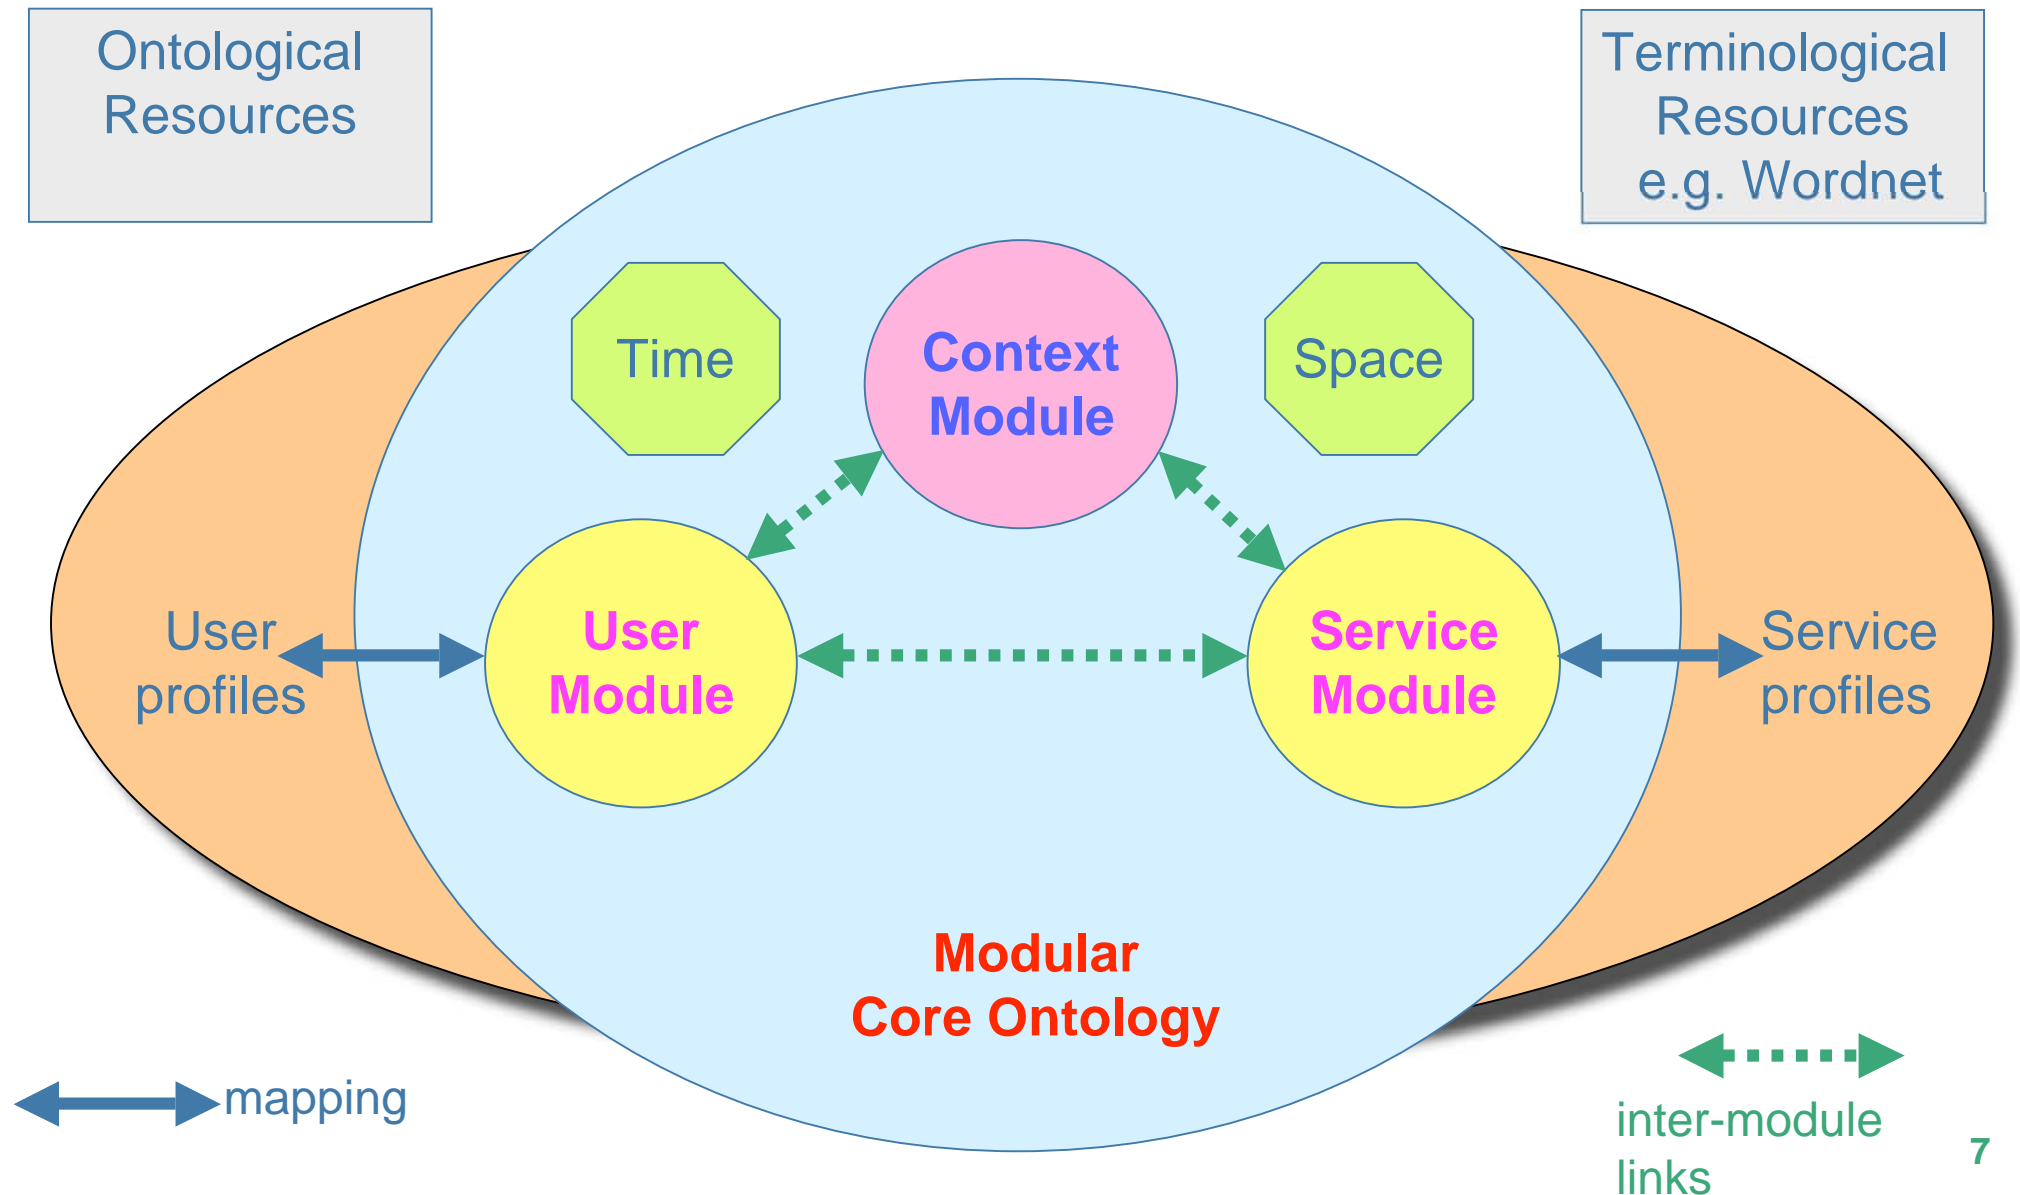 Ontological
Resources
Terminological
Resources
e.g. Wordnet
Time
Context
Module
Space
User
profiles
User
Module
Service
Module
Service
profiles
Modular
Core Ontology
mapping
inter-module
links
7